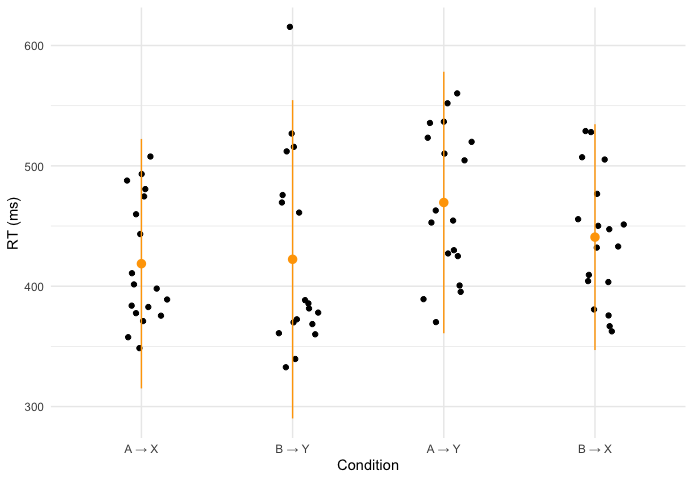 600
500
400
300
RT (ms)
A → X
B → Y
A → Y
B → X
Condition